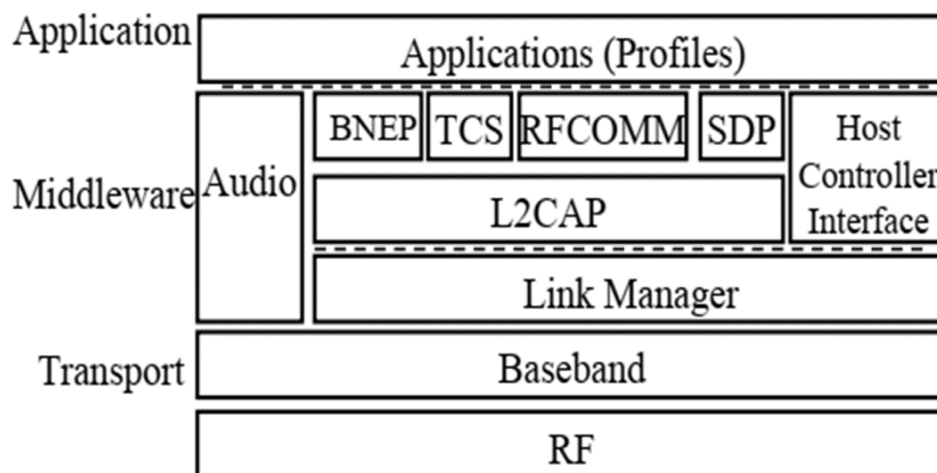 Application
Applications (Profiles)
BNEP TCS RFCOMM SDP Host
Controller
Interface
Middleware Audio
L2CAP
Link Manager
Transport
Baseband
RF